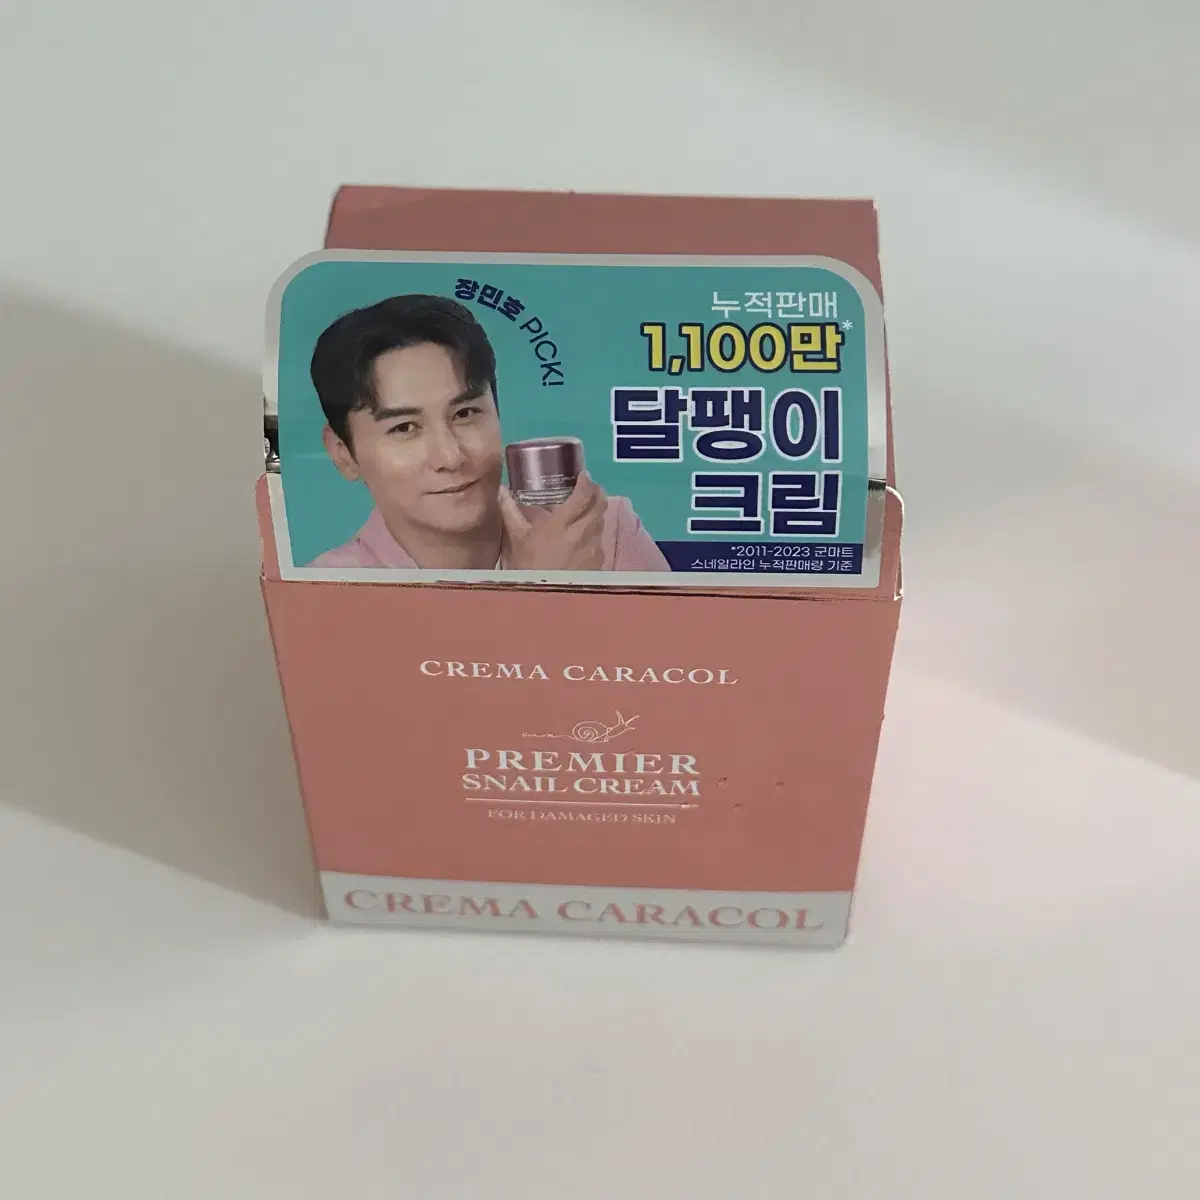 장민호 PICK!
누적판매
1,100만*
달팽이
크림
*2011-2023 군마트
스네일라인 누적판매량 기준
CREMA CARACOL
PREMIER
SNAIL CREAM
FOR DAMAGED SKIN
CREMA CARACOL